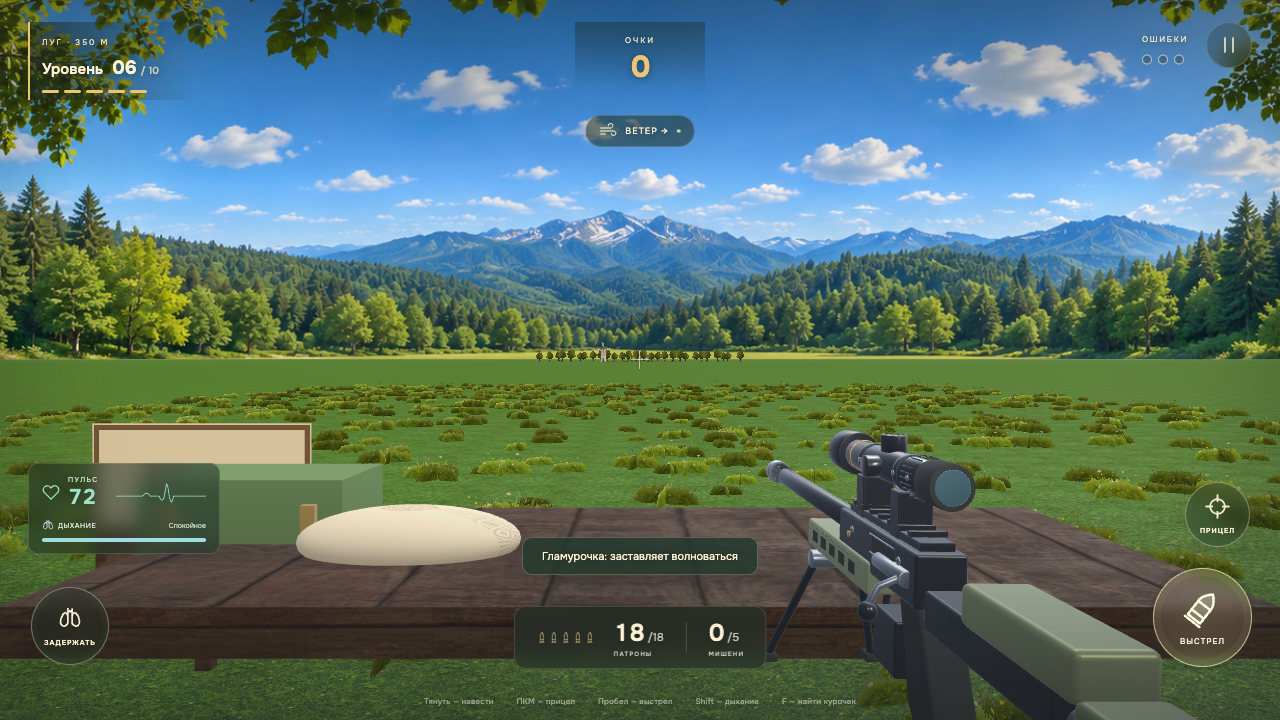 ЛУГ · 350 М
Уровень 06 / 10
ОЧКИ
0
ОШИБКИ
ВЕТЕР →
ПУЛЬС
72
ДЫХАНИЕ
Спокойное
ЗАДЕРЖАТЬ
Гламурочка: заставляет волноваться
18 /18
ПАТРОНЫ
0 /5
МИШЕНИ
ПРИЦЕЛ
ВЫСТРЕЛ
Тянуть — навести · ПКМ — прицел · Пробел — выстрел · Shift — дыхание · F — найти курочек